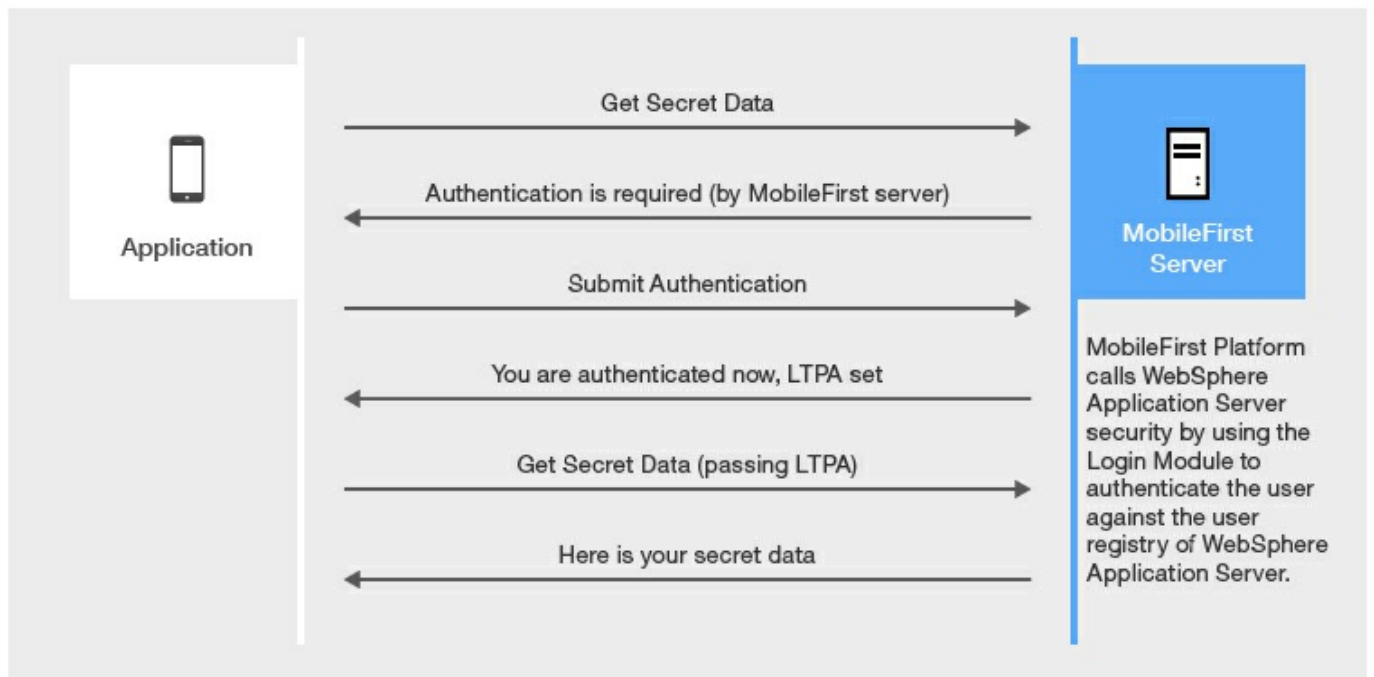 Get Secret Data
Authentication is required (by MobileFirst server)
Application
MobileFirst
Server
Submit Authentication
You are authenticated now, LTPA set
Get Secret Data (passing LTPA)
Here is your secret data
MobileFirst Platform
calls WebSphere
Application Server
security by using the
Login Module to
authenticate the user
against the user
registry of WebSphere
Application Server.